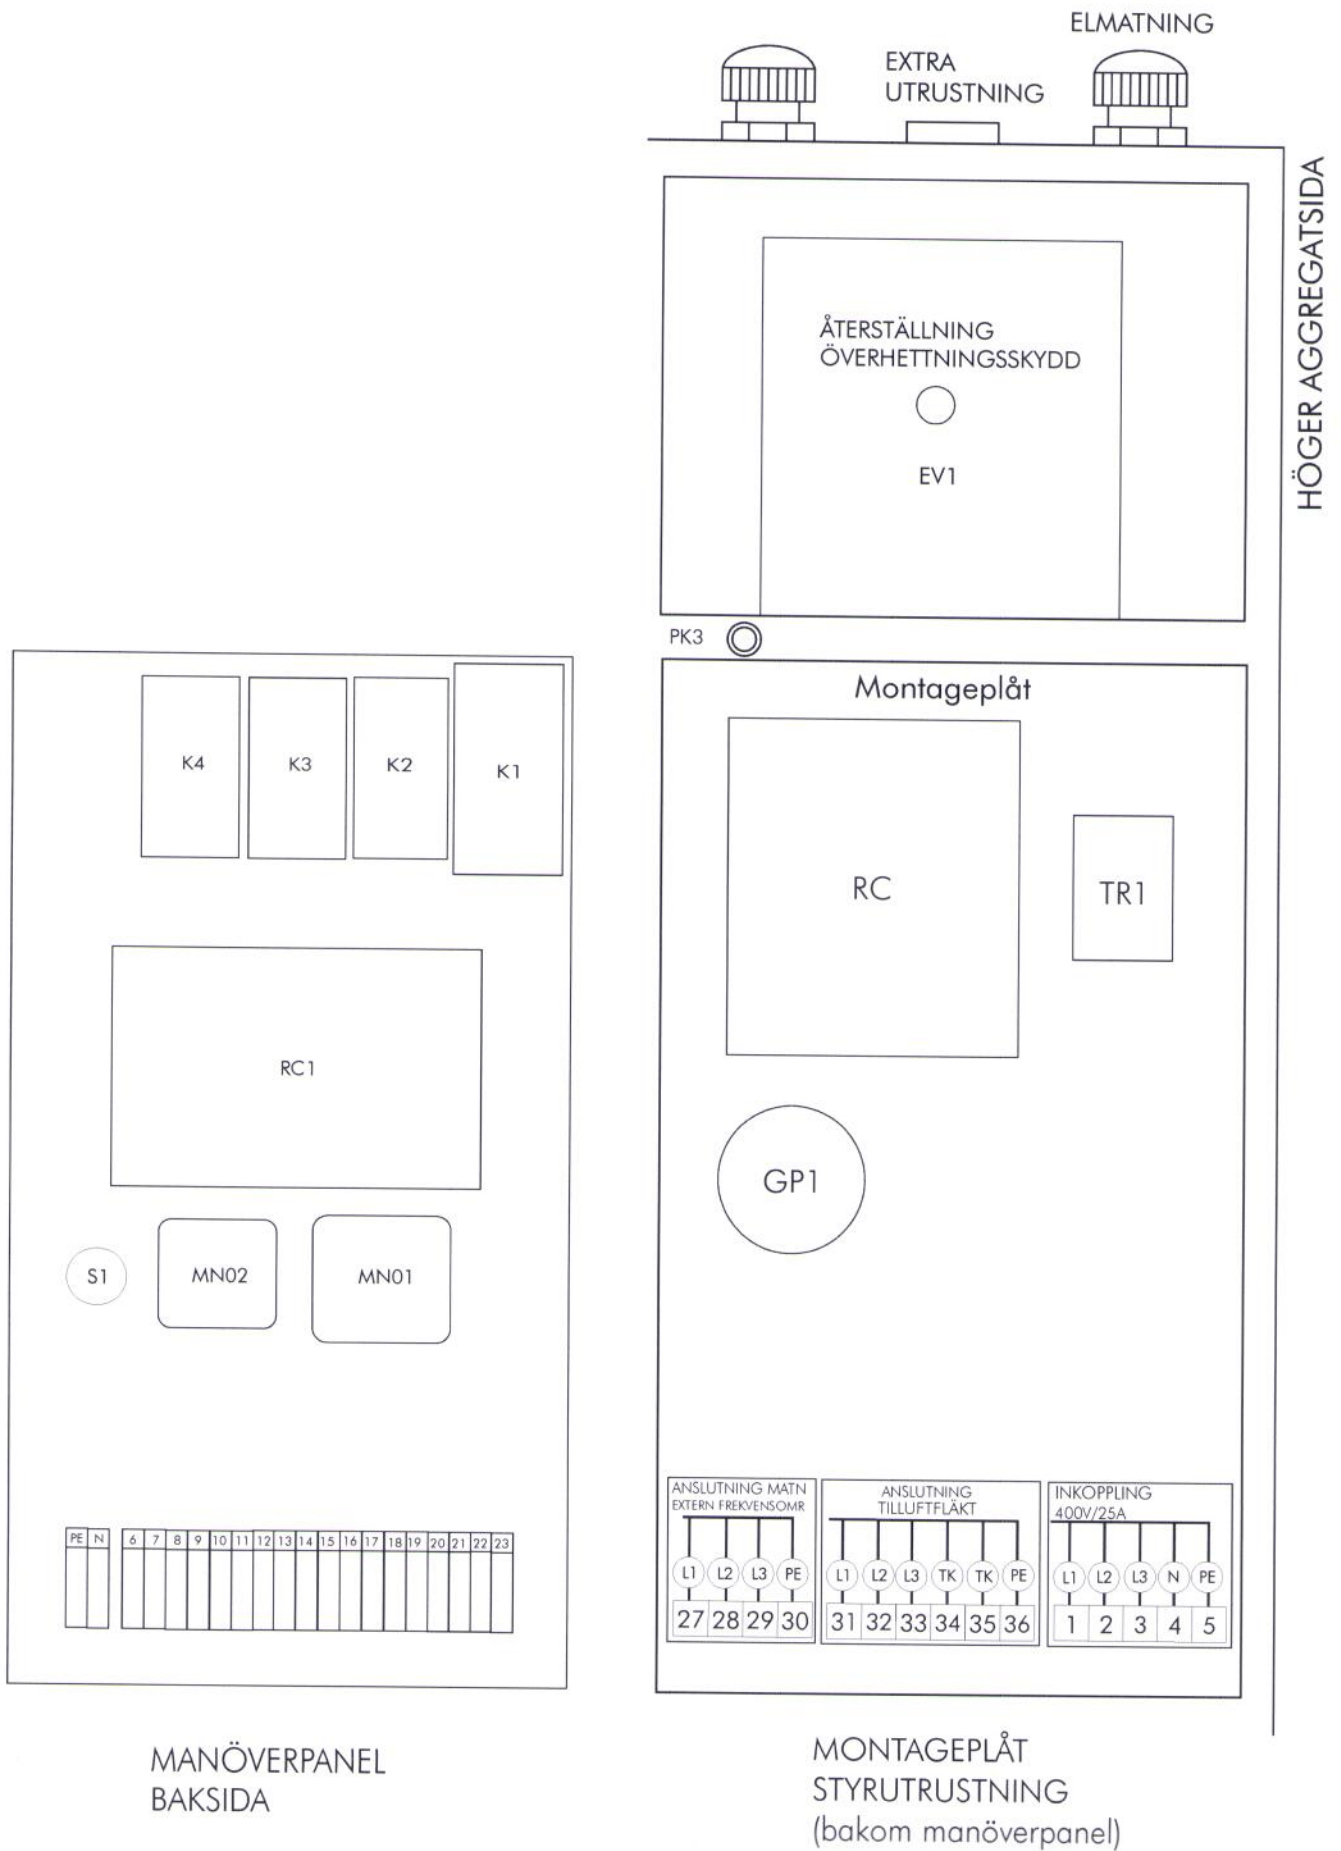 ELMATNING
EXTRA
UTRUSTNING
HÖGER AGGREGATSIDA
ÅTERSTÄLLNING
ÖVERHETTNINGSSKYDD
EV1
PK3
Montageplåt
RC
TR1
GP1
ANSLUTNING MATN
EXTERN FREKVENSOMR
L1 L2 L3 PE
27 28 29 30
ANSLUTNING
TILLUFTFLÄKT
L1 L2 L3 TK TK PE
31 32 33 34 35 36
INKOPPLING
400V/25A
L1 L2 L3 N PE
1 2 3 4 5
MONTAGEPLÅT
STYRUTRUSTNING
(bakom manöverpanel)
K4 K3 K2 K1
RC1
S1 MN02 MN01
PE N 6 7 8 9 10 11 12 13 14 15 16 17 18 19 20 21 22 23
MANÖVERPANEL
BAKSIDA